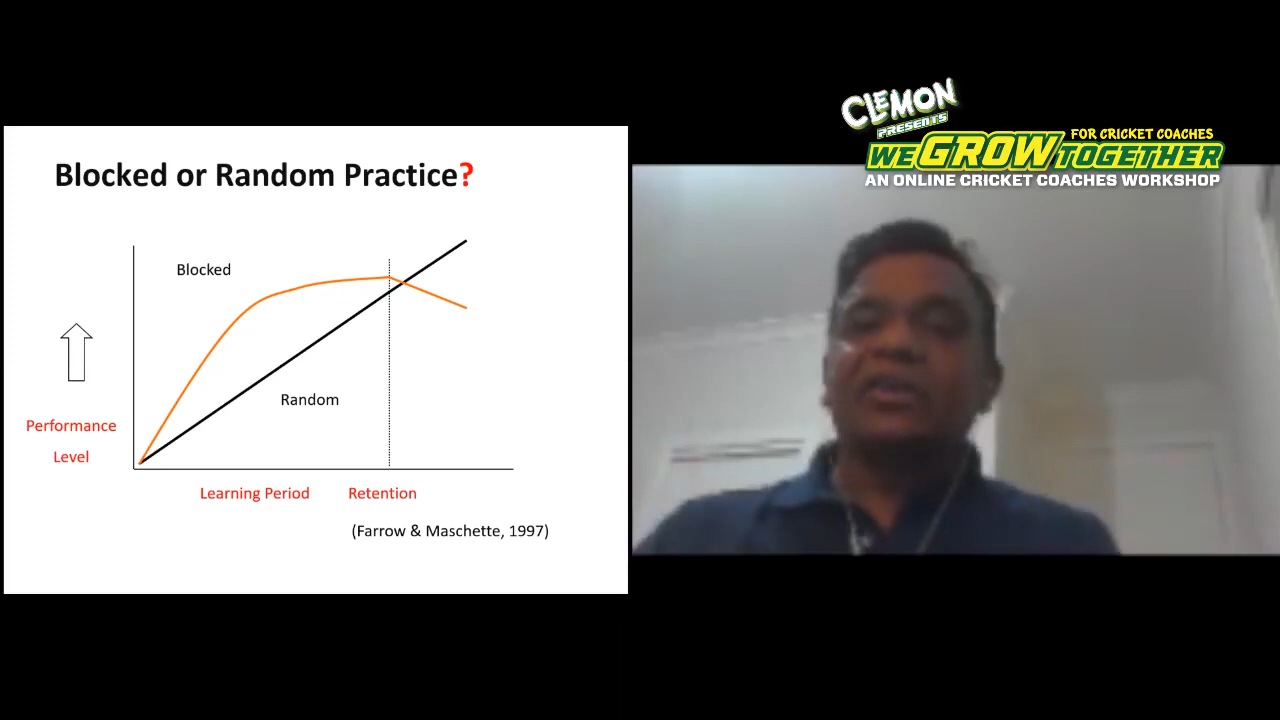 Blocked or Random Practice?
Blocked
Random
Performance
Level
Learning Period
Retention
(Farrow & Maschette, 1997)
CLEMON
PRESENTS
FOR CRICKET COACHES
WE GROW TOGETHER
AN ONLINE CRICKET COACHES WORKSHOP